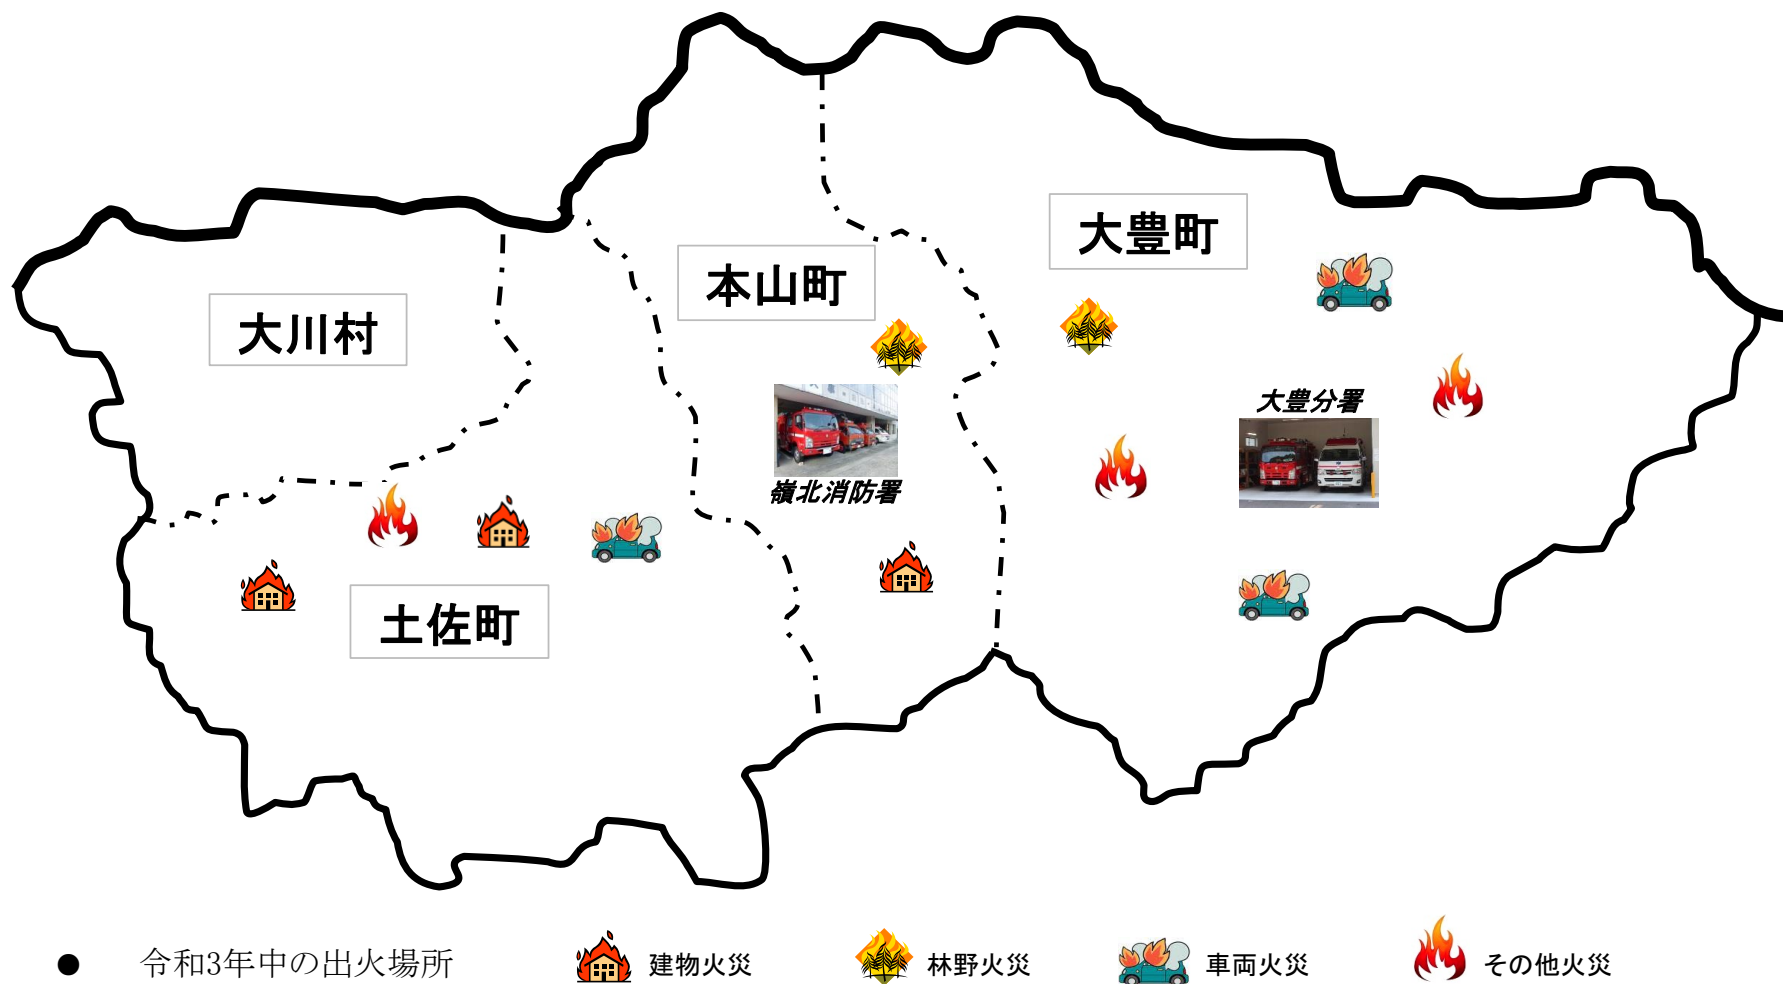 大豊町
本山町
大川村
大豊分署
嶺北消防署
土佐町
● 令和3年中の出火場所
建物火災
林野火災
車両火災
その他火災